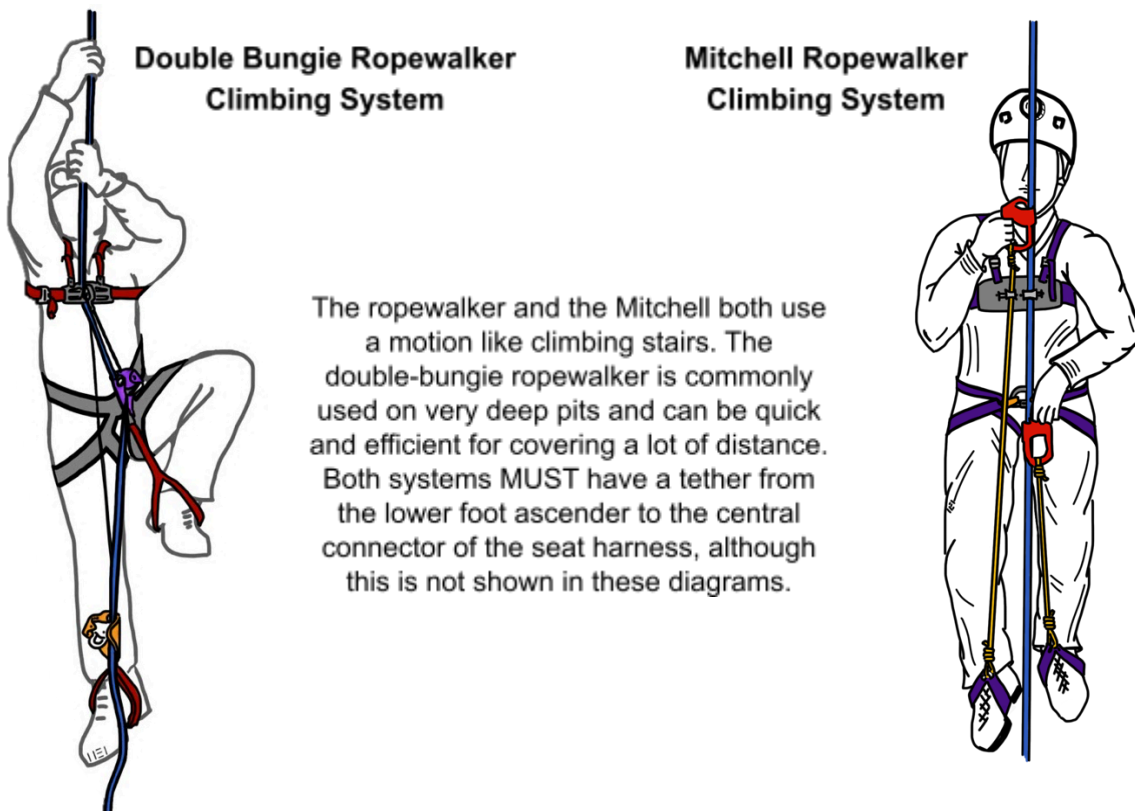 Double Bungie Ropewalker
Climbing System
Mitchell Ropewalker
Climbing System
The ropewalker and the Mitchell both use
a motion like climbing stairs. The
double-bungie ropewalker is commonly
used on very deep pits and can be quick
and efficient for covering a lot of distance.
Both systems MUST have a tether from
the lower foot ascender to the central
connector of the seat harness, although
this is not shown in these diagrams.